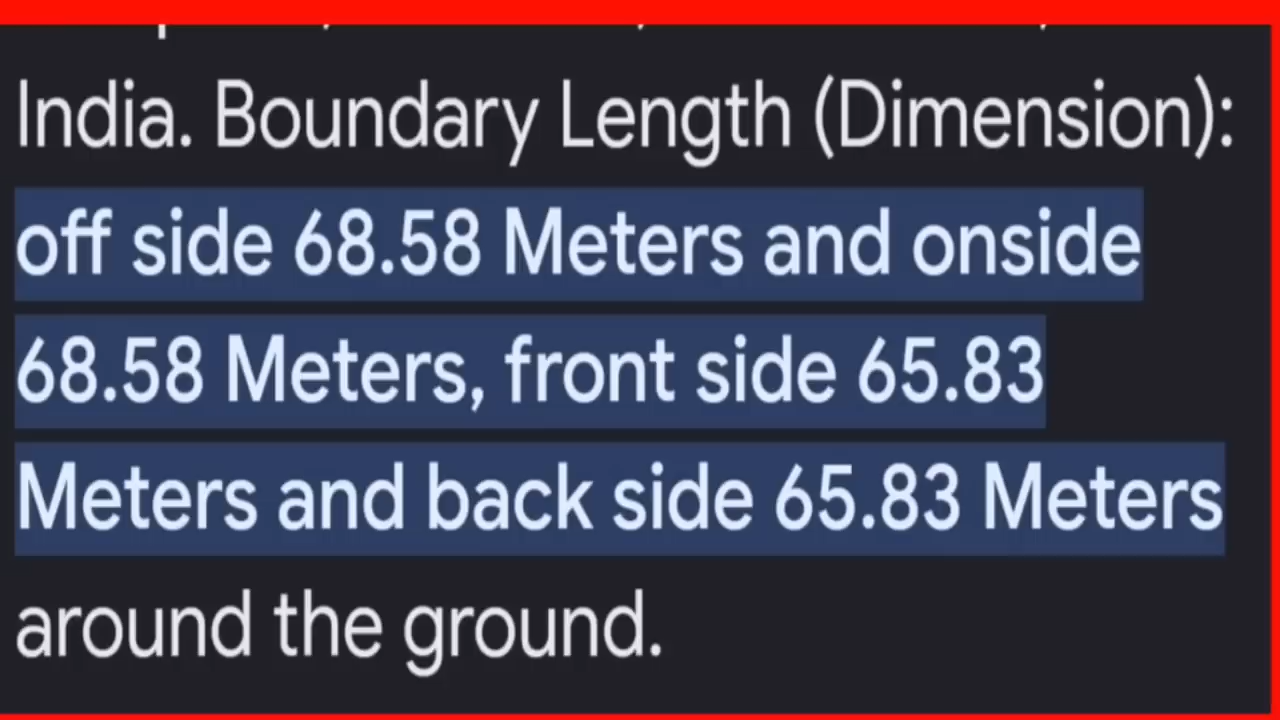 India. Boundary Length (Dimension):
off side 68.58 Meters and onside
68.58 Meters, front side 65.83
Meters and back side 65.83 Meters
around the ground.